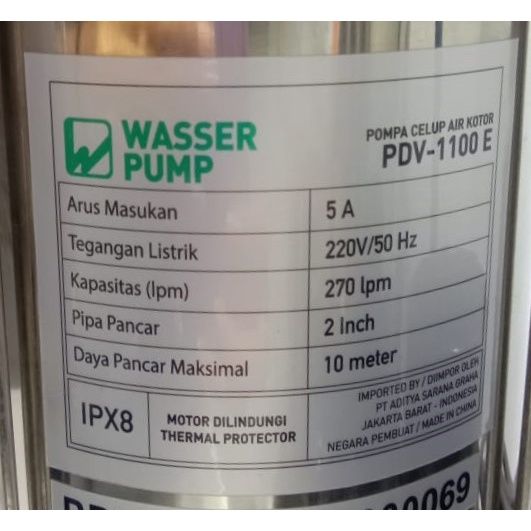 WASSER
PUMP
POMPA CELUP AIR KOTOR
PDV-1100 E
Arus Masukan 5 A
Tegangan Listrik 220V/50 Hz
Kapasitas (lpm) 270 lpm
Pipa Pancar 2 Inch
Daya Pancar Maksimal 10 meter
IPX8
MOTOR DILINDUNGI
THERMAL PROTECTOR
IMPORTED BY / DIIMPOR OLEH
PT ADITYA SARANA GRAHA
JAKARTA BARAT - INDONESIA
NEGARA PEMBUAT / MADE IN CHINA